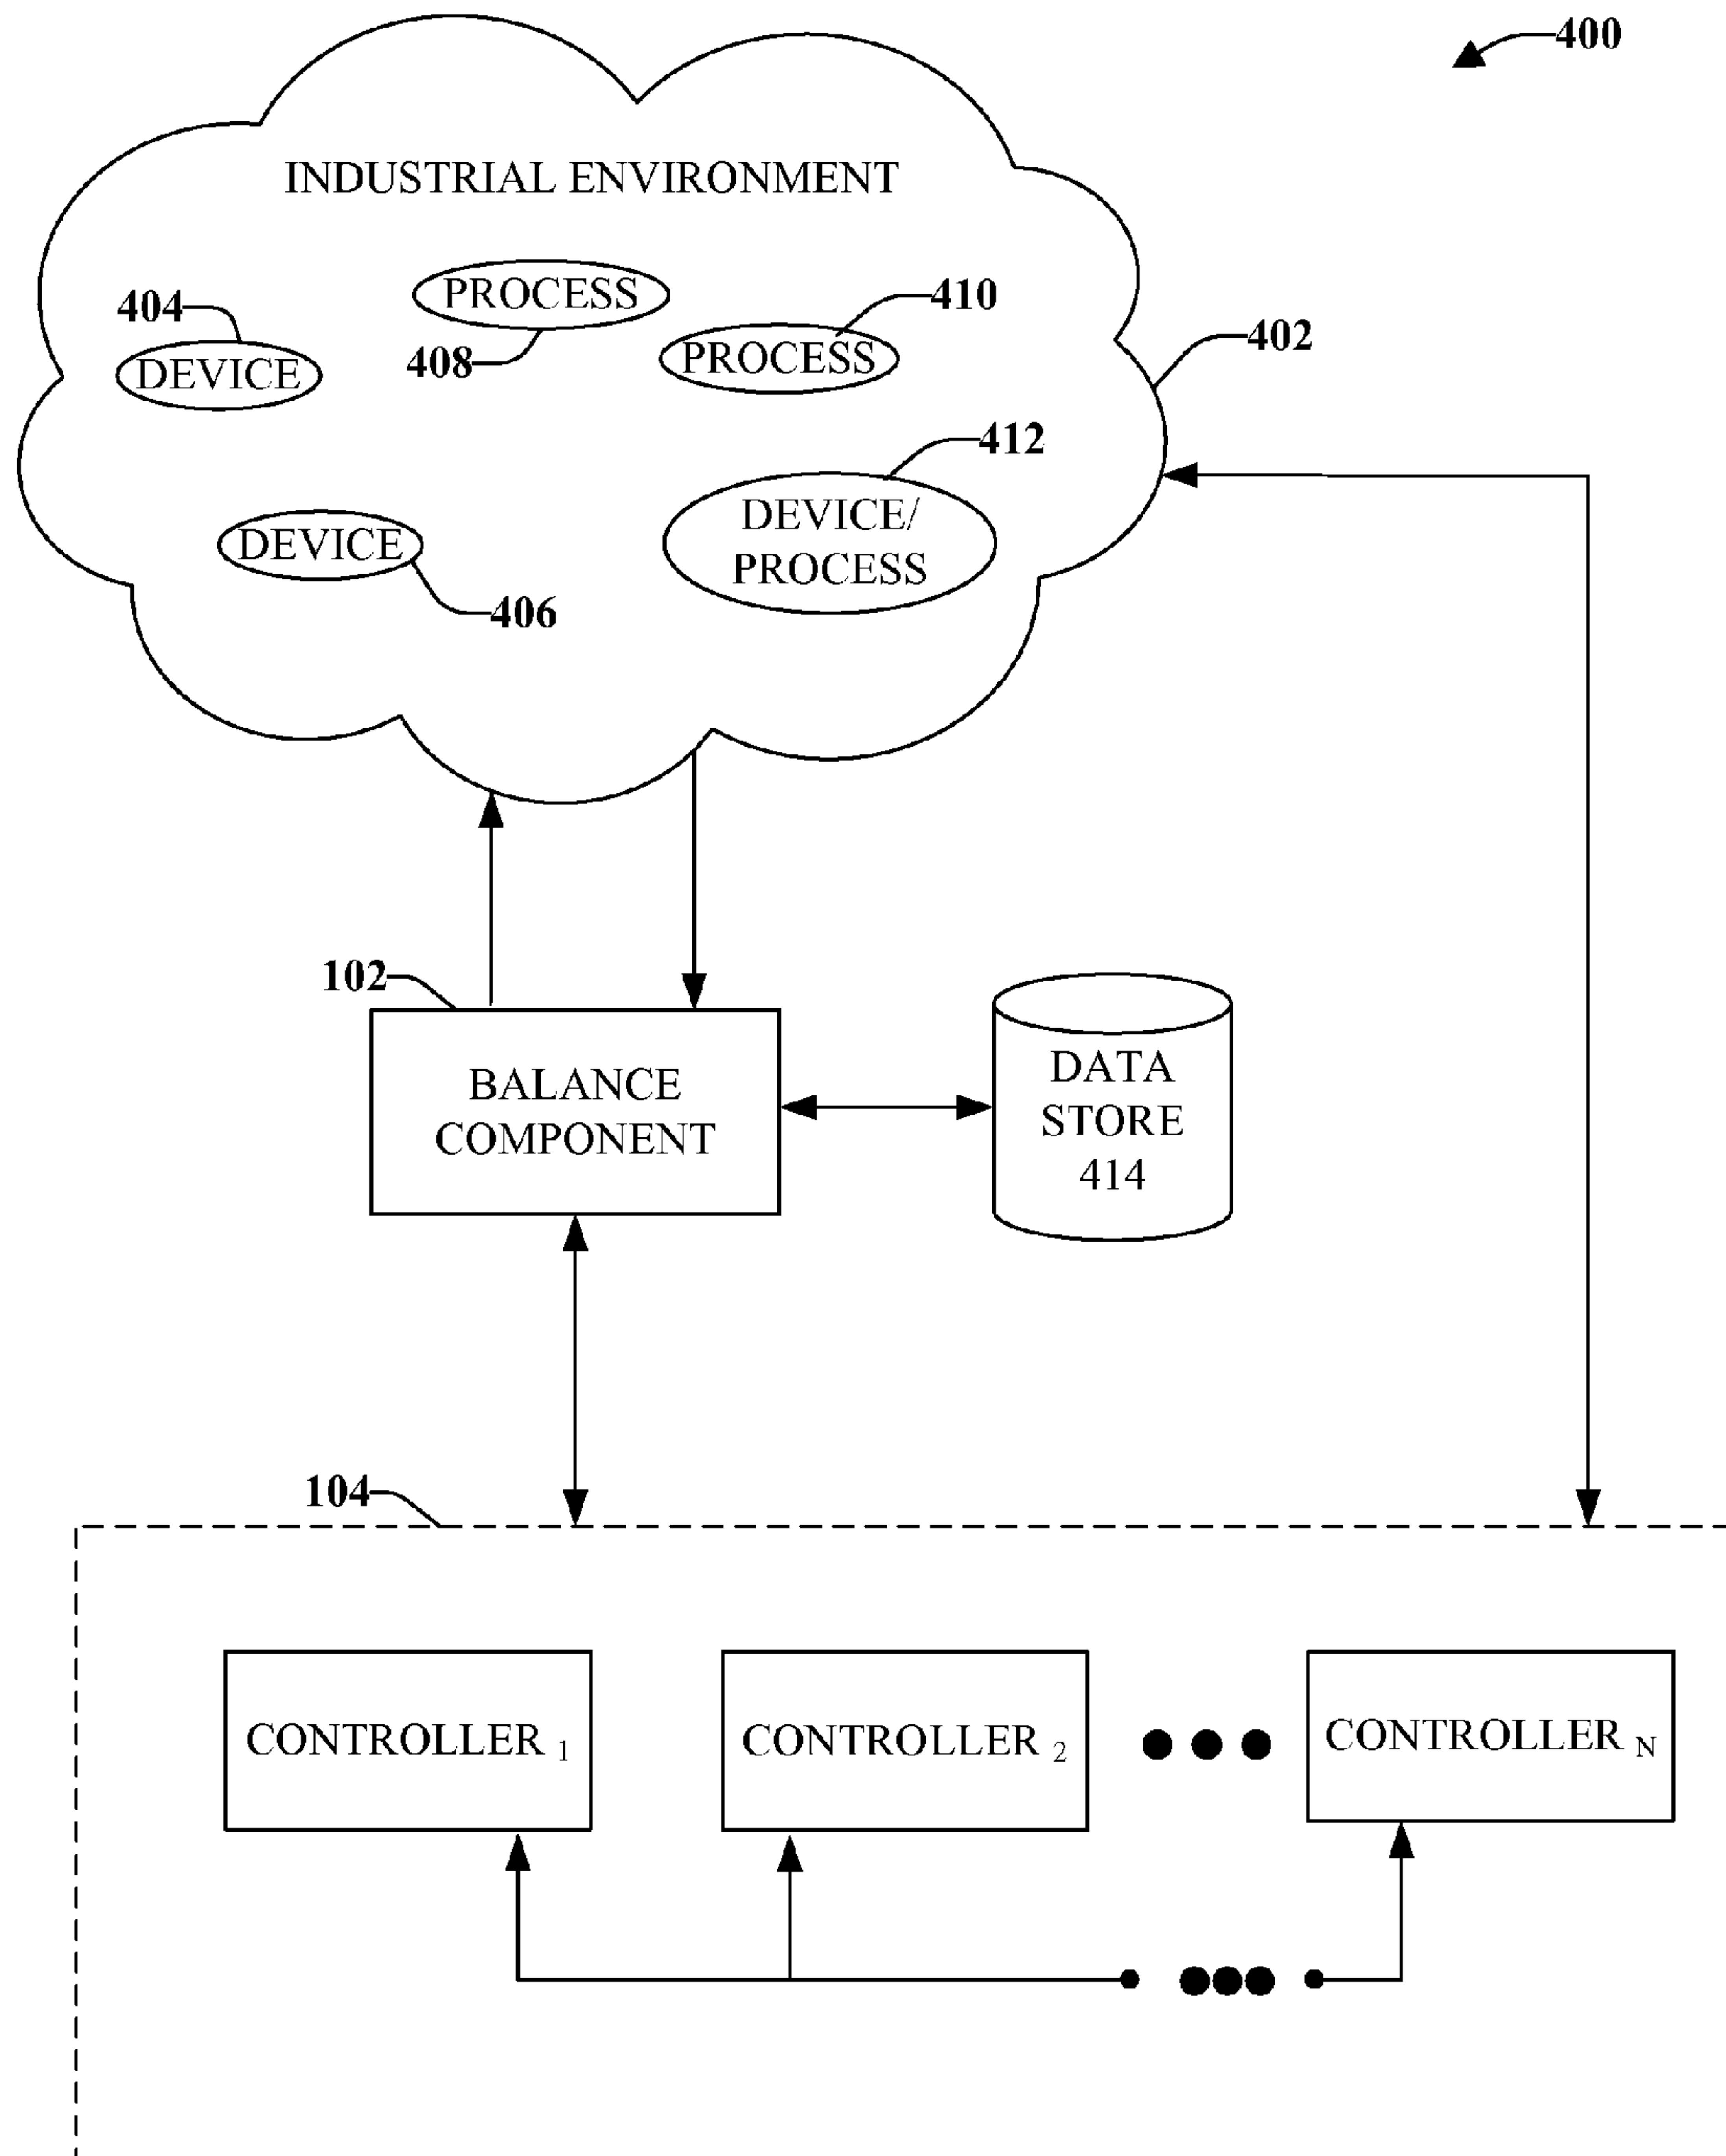 400
INDUSTRIAL ENVIRONMENT
PROCESS
404
410
408
402
DEVICE
PROCESS
412
DEVICE/
PROCESS
DEVICE
406
102
BALANCE
COMPONENT
DATA
STORE
414
104
CONTROLLER 1
CONTROLLER 2
CONTROLLER N